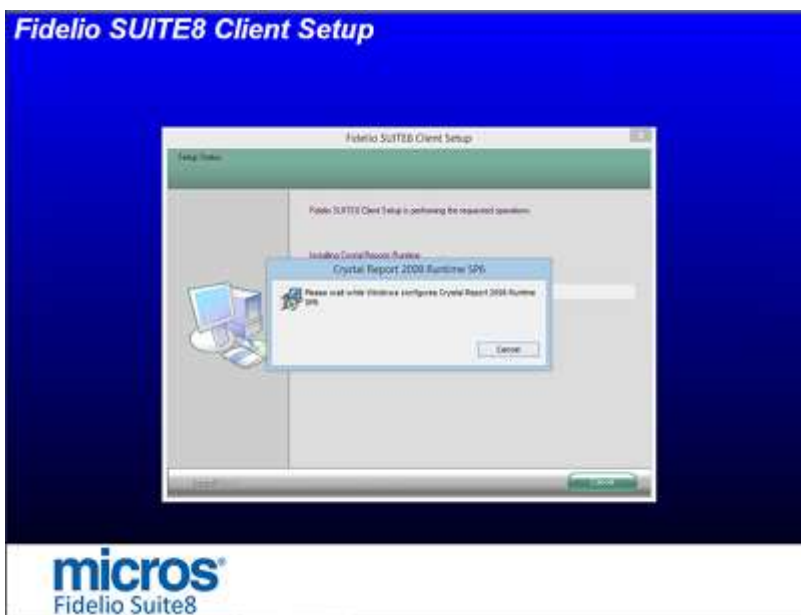 Fidelio SUITE8 Client Setup
Fidelio SUITE8 Client Setup
Setup Status
Fidelio SUITE8 Client Setup is performing the requested operations.
Installing Crystal Reports Runtime
Crystal Report 2008 Runtime SP6
Please wait while Windows configures Crystal Report 2008 Runtime
SP6
Cancel
Cancel
micros
Fidelio Suite8